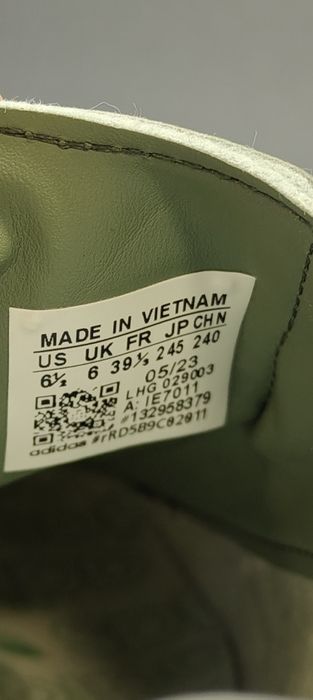 MADE IN VIETNAM
US UK FR JP CHN
6½ 6 39⅓ 245 240
05/23
LHG 029003
A: IE7011
#132958379
adidas #rRD5B9C02011